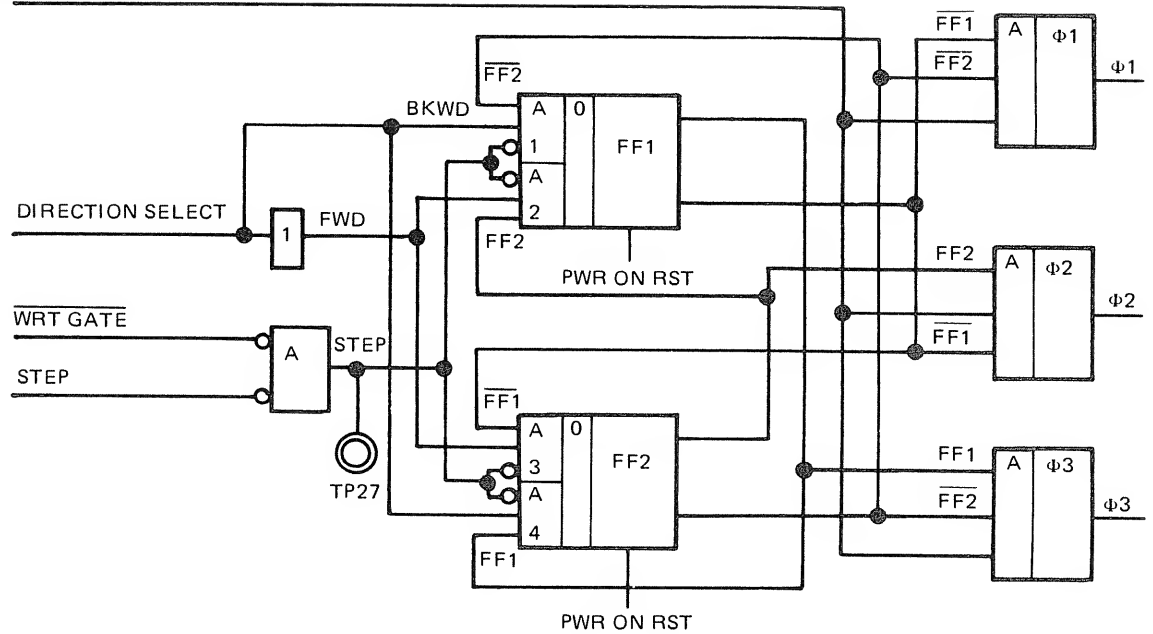 FF1
A
Φ1
FF2
Φ1
FF2
BKWD
A
0
FF1
1
A
2
DIRECTION SELECT
1
FWD
FF2
PWR ON RST
FF2
A
Φ2
Φ2
FF1
WRT GATE
A
STEP
STEP
FF1
A
0
FF2
3
A
4
TP27
FF1
A
Φ3
FF2
Φ3
FF1
PWR ON RST